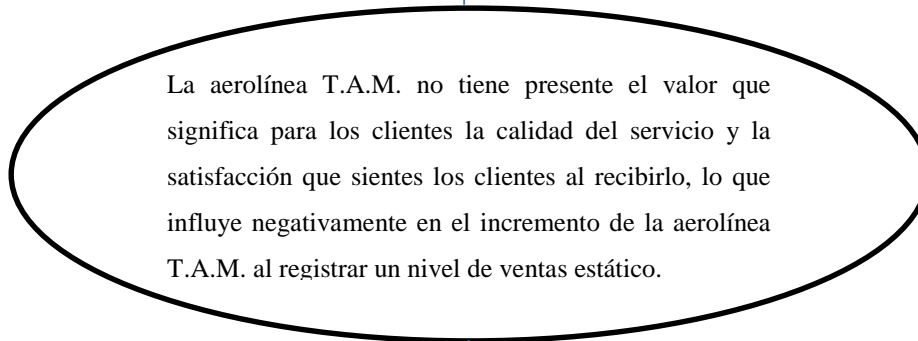 La aerolínea T.A.M. no tiene presente el valor que
significa para los clientes la calidad del servicio y la
satisfacción que sientes los clientes al recibirlo, lo que
influye negativamente en el incremento de la aerolínea
T.A.M. al registrar un nivel de ventas estático.